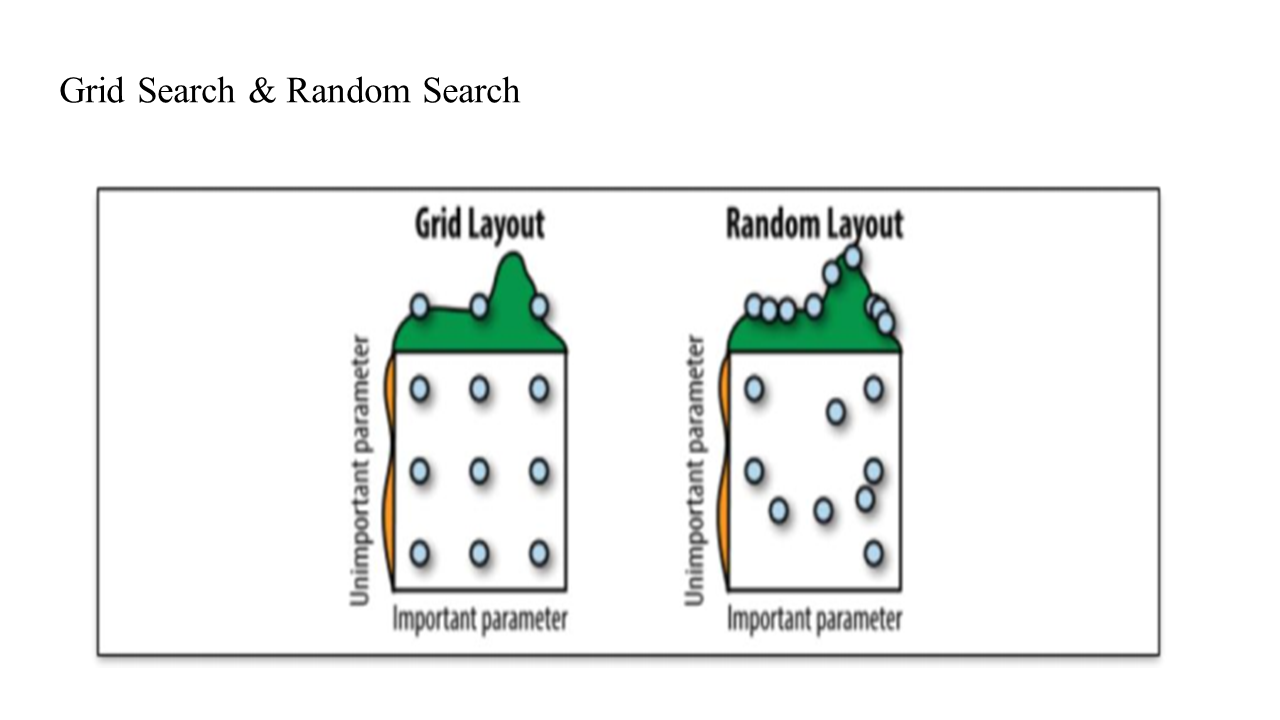 Grid Search & Random Search
Grid Layout
Unimportant parameter
Important parameter
Random Layout
Unimportant parameter
Important parameter